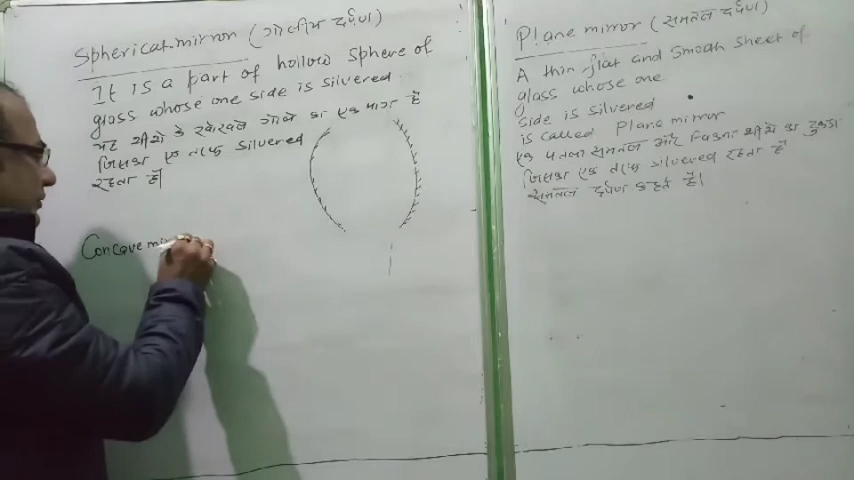 Spherical mirror (गोलीय दर्पण)
It is a part of hollow sphere of
glass whose one side is silvered.
यह शीशे के खोखले गोले का एक भाग है
जिसका एक तरफ silvered
रहता है।
Concave mi
Plane mirror (समतल दर्पण)
A thin flat and smooth sheet of
glass whose one
side is silvered
is called Plane mirror
एक पतला समतल और चिकना शीशे का टुकड़ा
जिसका एक तरफ silvered रहता है
समतल दर्पण कहते हैं।